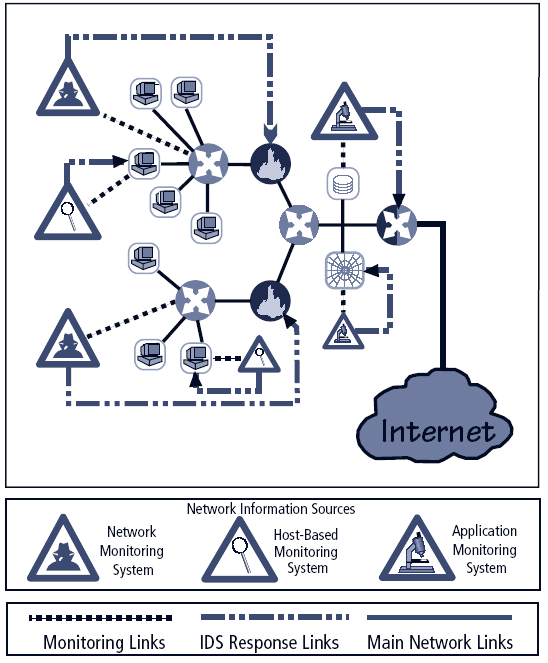 Internet
Network Information Sources
Network
Monitoring
System
Host-Based
Monitoring
System
Application
Monitoring
System
Monitoring Links
IDS Response Links
Main Network Links